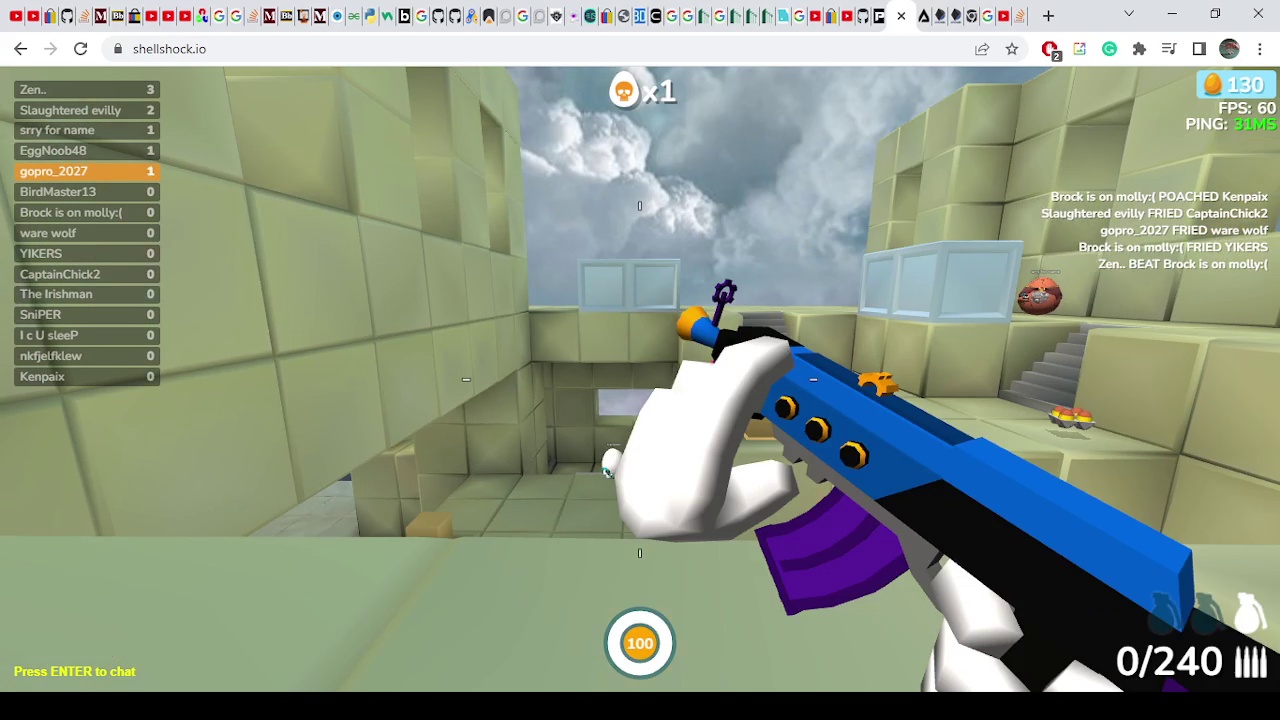 shellshock.io
2
Zen.. 3
Slaughtered evilly 2
srry for name 1
EggNoob48 1
gopro_2027 1
BirdMaster13 0
Brock is on molly:( 0
ware wolf 0
YIKERS 0
CaptainChick2 0
The Irishman 0
SniPER 0
I c U sleeP 0
nkfjelfklew 0
Kenpaix 0
x1
130
FPS: 60
PING: 31MS
Brock is on molly:( POACHED Kenpaix
Slaughtered evilly FRIED CaptainChick2
gopro_2027 FRIED ware wolf
Brock is on molly:( FRIED YIKERS
Zen.. BEAT Brock is on molly:(
100
Press ENTER to chat
0/240